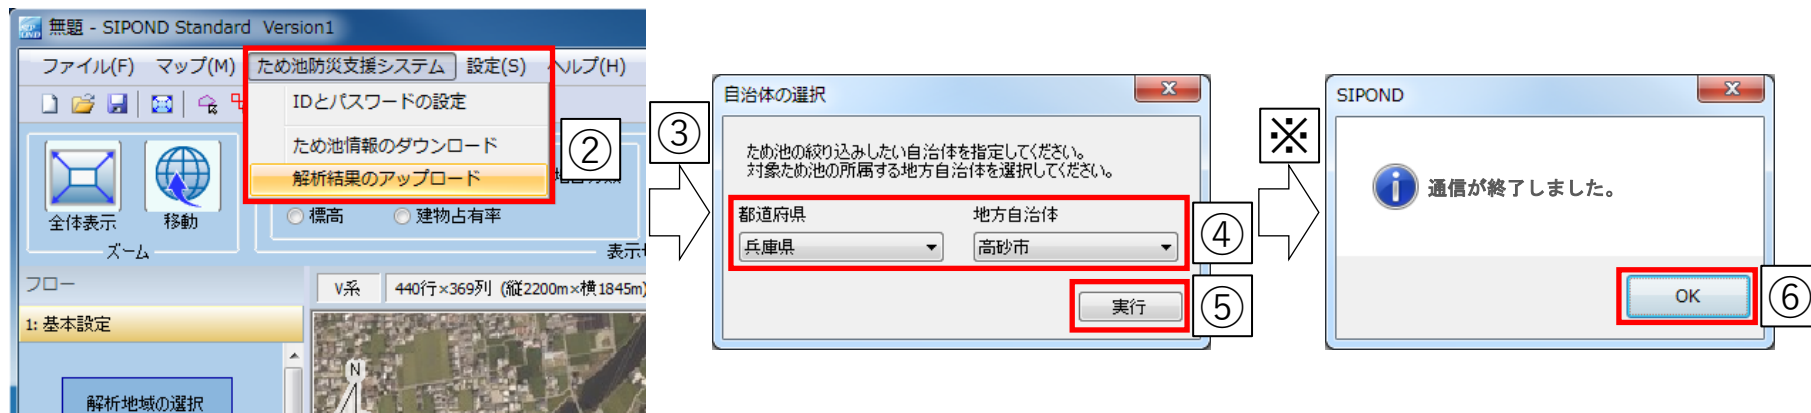 無題 - SIPOND Standard Version1
ファイル(F) マップ(M) ため池防災支援システム 設定(S) ヘルプ(H)
IDとパスワードの設定
ため池情報のダウンロード
解析結果のアップロード
②
全体表示 移動
標高 建物占有率
ズーム
フロー
V系 440行×369列 (縦2200m×横1845m)
1: 基本設定
N
解析地域の選択
③
自治体の選択
ため池の絞り込みしたい自治体を指定してください。
対象ため池の所属する地方自治体を選択してください。
都道府県 地方自治体
兵庫県 高砂市
④
実行
⑤
※
SIPOND
通信が終了しました。
OK
⑥